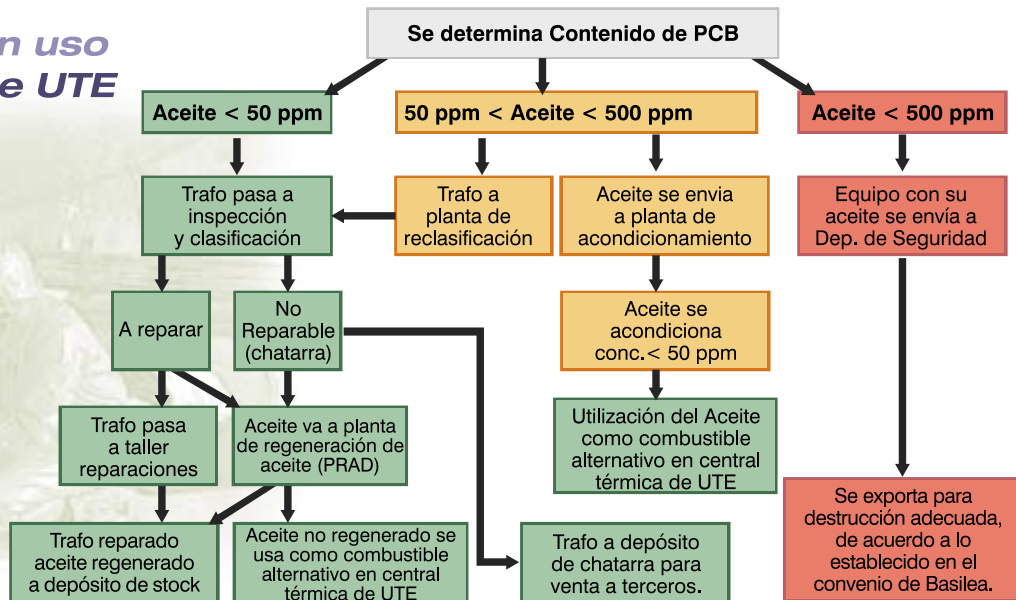 n uso
e UTE
Se determina Contenido de PCB
Aceite < 50 ppm
50 ppm < Aceite < 500 ppm
Aceite < 500 ppm
Trafo pasa a
inspección
y clasificación
Trafo a
planta de
reclasificación
Aceite se envia
a planta de
acondicionamiento
Equipo con su
aceite se envía a
Dep. de Seguridad
A reparar
No
Reparable
(chatarra)
Aceite se
acondiciona
conc.< 50 ppm
Trafo pasa
a taller
reparaciones
Aceite va a planta
de regeneración de
aceite (PRAD)
Utilización del Aceite
como combustible
alternativo en central
térmica de UTE
Se exporta para
destrucción adecuada,
de acuerdo a lo
establecido en el
convenio de Basilea.
Trafo reparado
aceite regenerado
a depósito de stock
Aceite no regenerado se
usa como combustible
alternativo en central
térmica de UTE
Trafo a depósito
de chatarra para
venta a terceros.